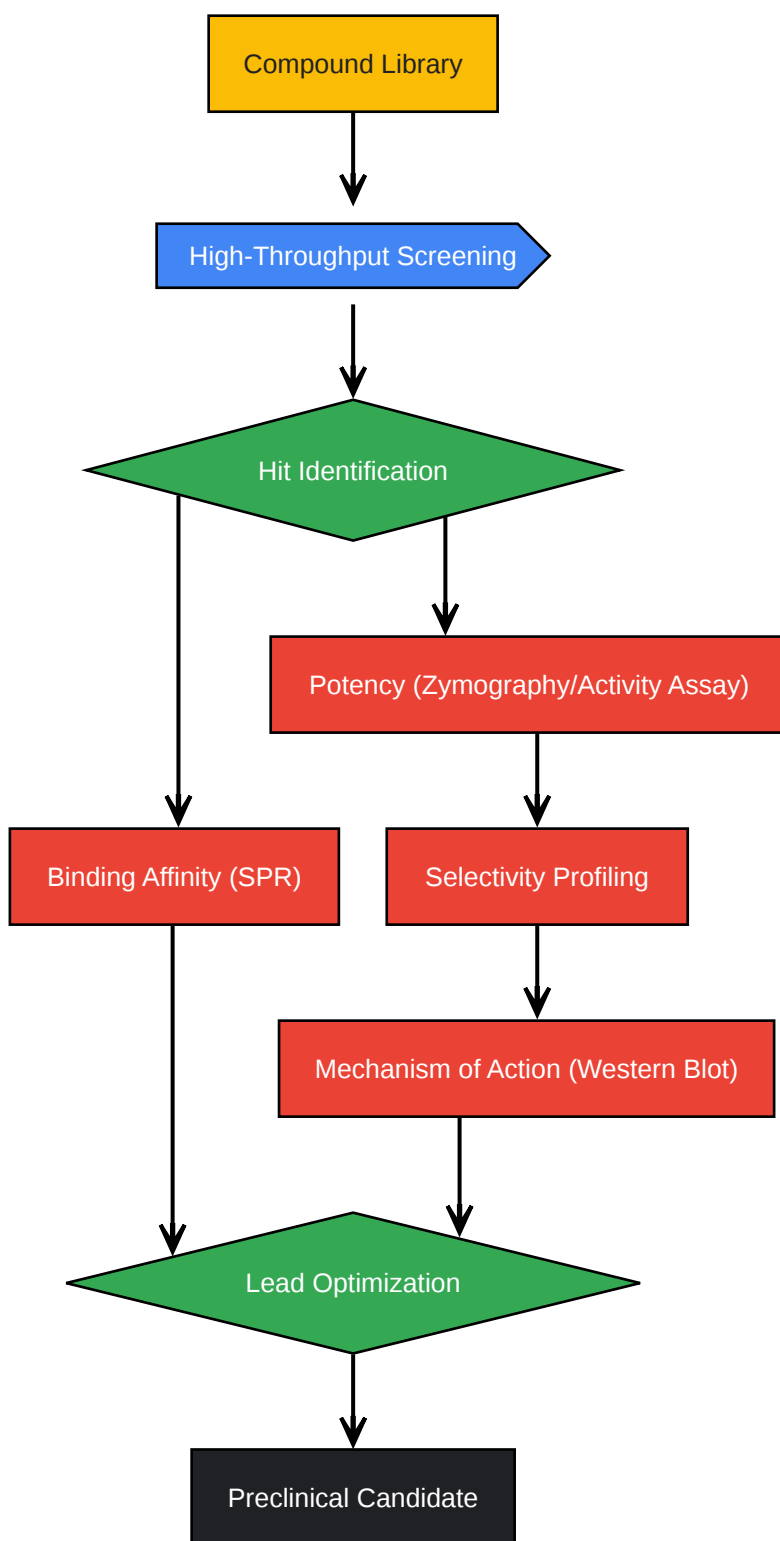 Compound Library
High-Throughput Screening
Hit Identification
Potency (Zymography/Activity Assay)
Binding Affinity (SPR)
Selectivity Profiling
Mechanism of Action (Western Blot)
Lead Optimization
Preclinical Candidate